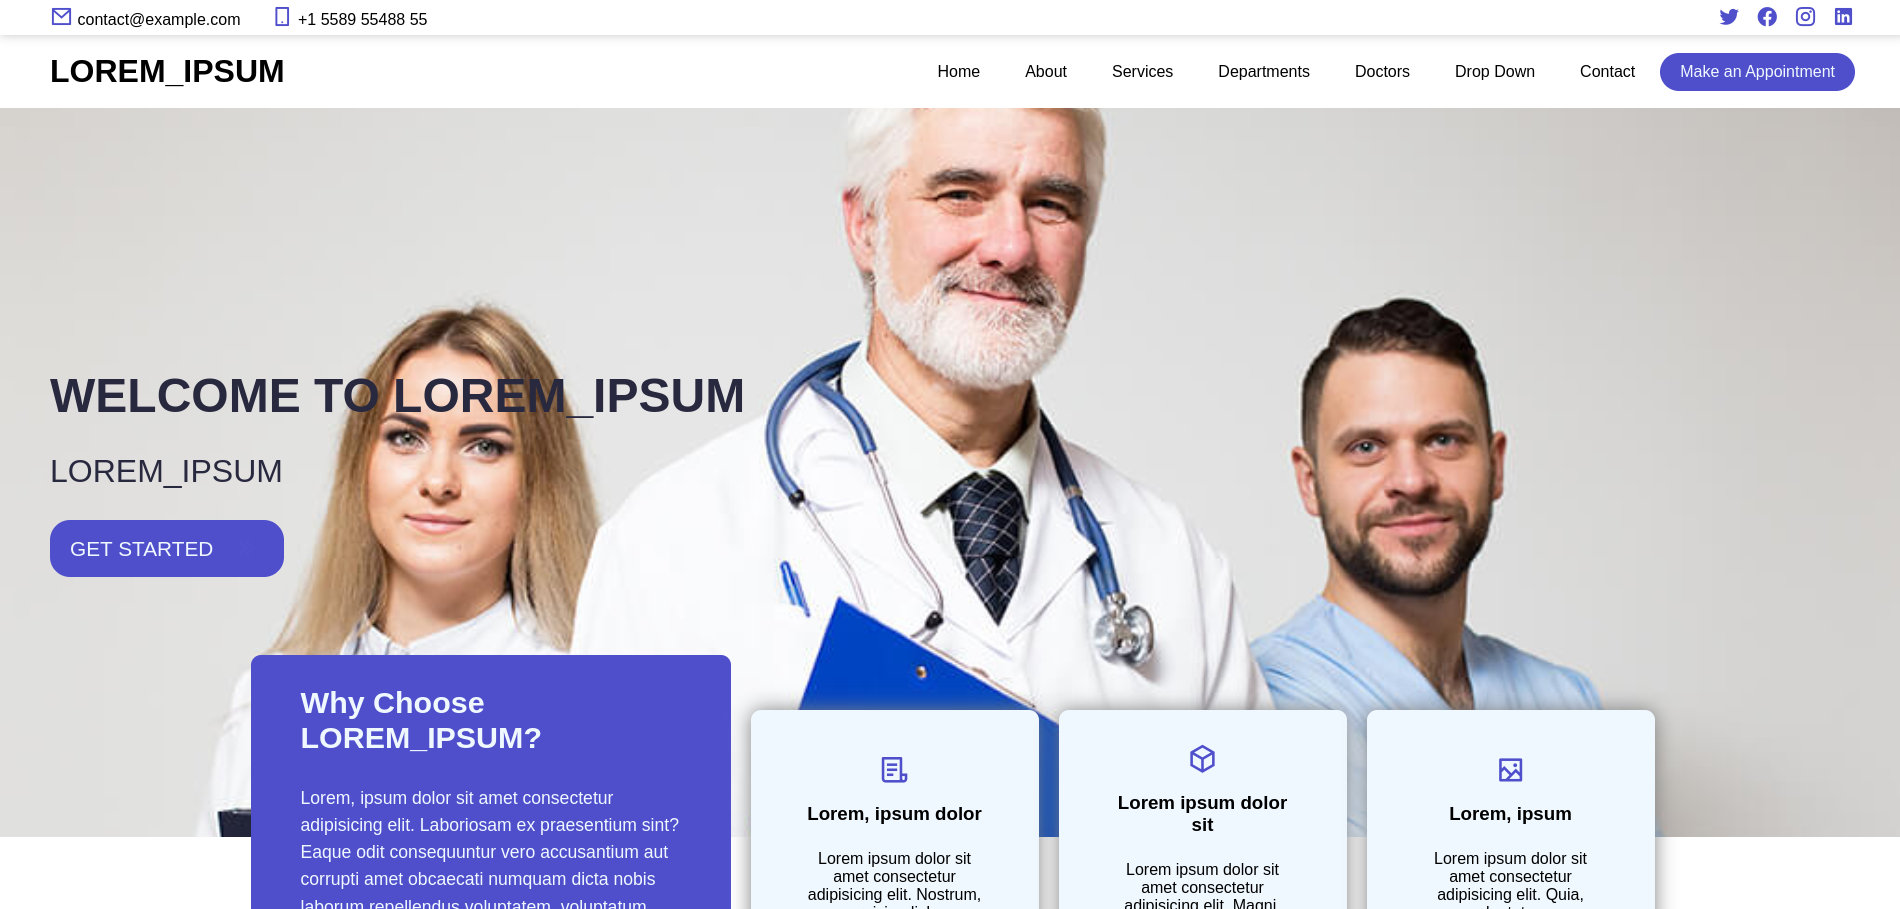 contact@example.com +1 5589 55488 55
LOREM_IPSUM Home About Services Departments Doctors Drop Down Contact Make an Appointment
WELCOME TO LOREM_IPSUM
LOREM_IPSUM
GET STARTED
Why Choose
LOREM_IPSUM?
Lorem, ipsum dolor sit amet consectetur
adipisicing elit. Laboriosam ex praesentium sint?
Eaque odit consequuntur vero accusantium aut
corrupti amet obcaecati numquam dicta nobis
laborum repellendus voluptatem, voluptatum
Lorem, ipsum dolor
Lorem ipsum dolor sit
amet consectetur
adipisicing elit. Nostrum,
Lorem ipsum dolor
sit
Lorem ipsum dolor sit
amet consectetur
adipisicing elit. Magni,
Lorem, ipsum
Lorem ipsum dolor sit
amet consectetur
adipisicing elit. Quia,